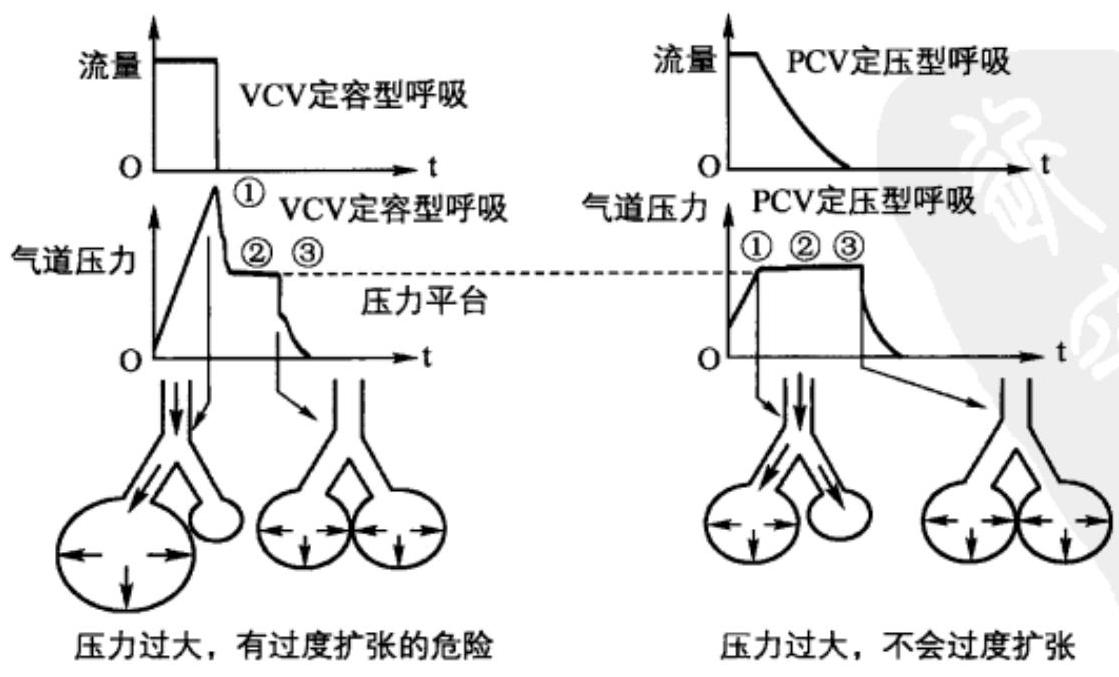 流量
VCV定容型呼吸
O
t
①
VCV定容型呼吸
气道压力
②
③
压力平台
O
t
压力过大，有过度扩张的危险
流量
PCV定压型呼吸
O
t
气道压力
PCV定压型呼吸
①
②
③
O
t
压力过大，不会过度扩张